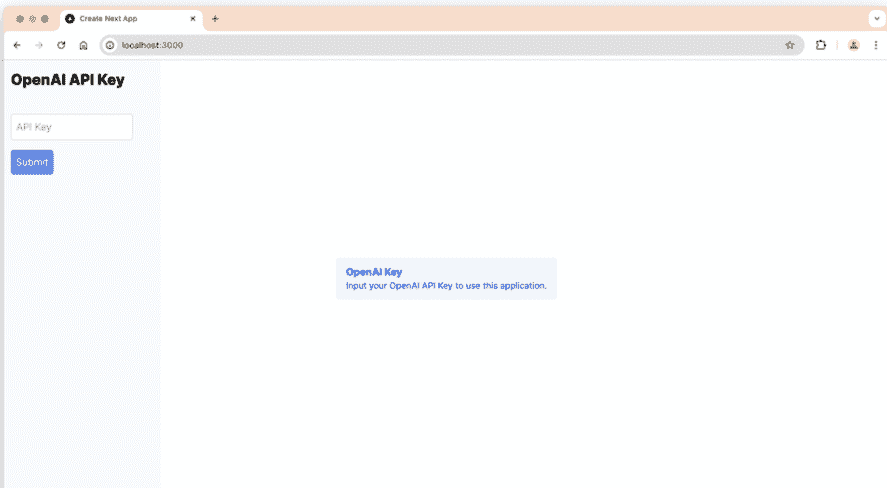 Create Next App
localhost:3000
OpenAI API Key
API Key
Submit
OpenAI Key
Input your OpenAI API Key to use this application.